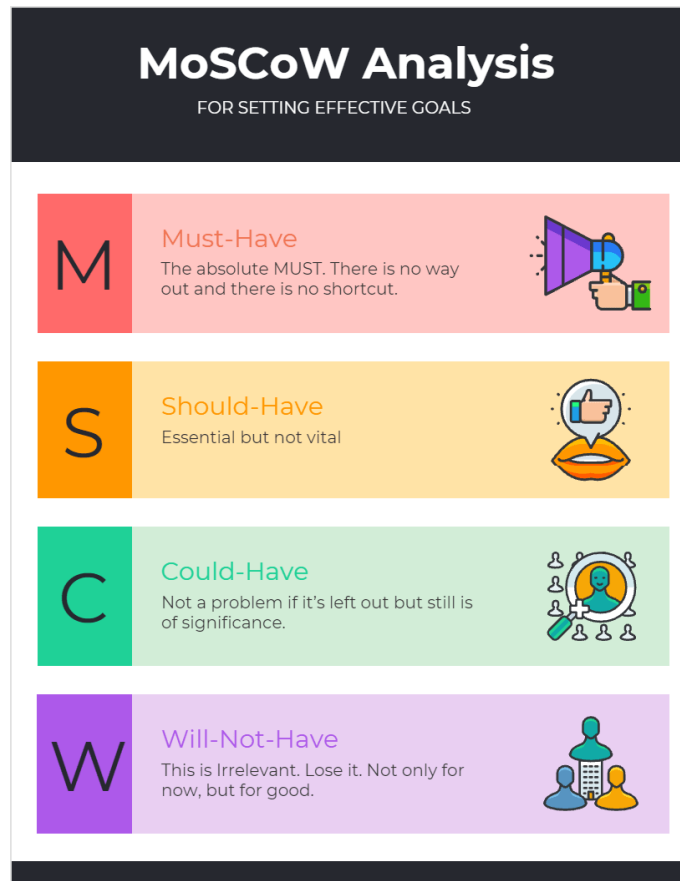 MoSCoW Analysis
FOR SETTING EFFECTIVE GOALS
M
Must-Have
The absolute MUST. There is no way
out and there is no shortcut.
S
Should-Have
Essential but not vital
C
Could-Have
Not a problem if it's left out but still is
of significance.
W
Will-Not-Have
This is Irrelevant. Lose it. Not only for
now, but for good.